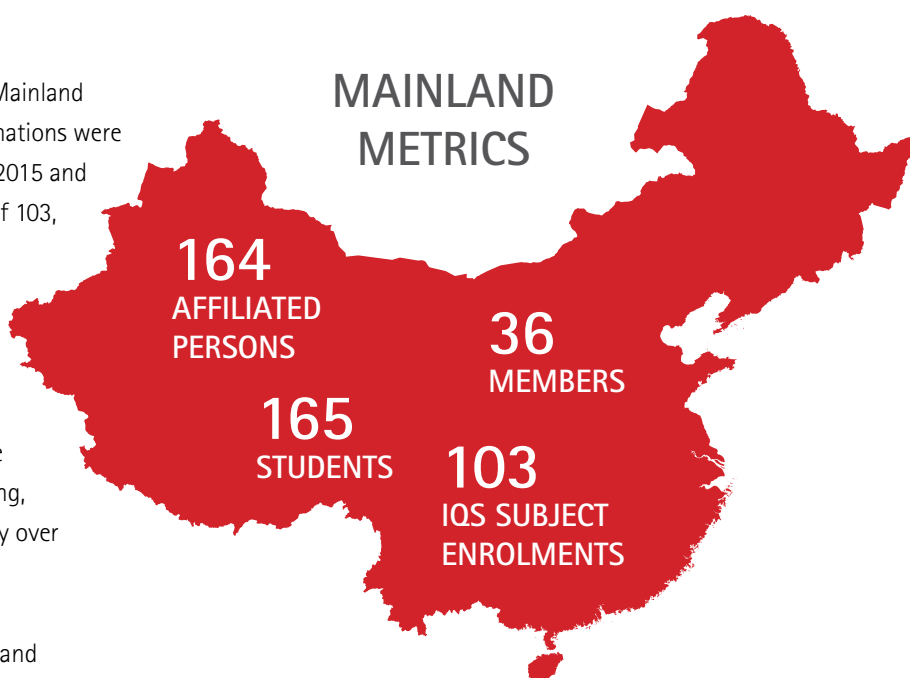 Mainland
nations were
2015 and
f 103,
e
ng,
y over
and
MAINLAND
METRICS
164
AFFILIATED
PERSONS
36
MEMBERS
165
STUDENTS
103
IQS SUBJECT
ENROLMENTS